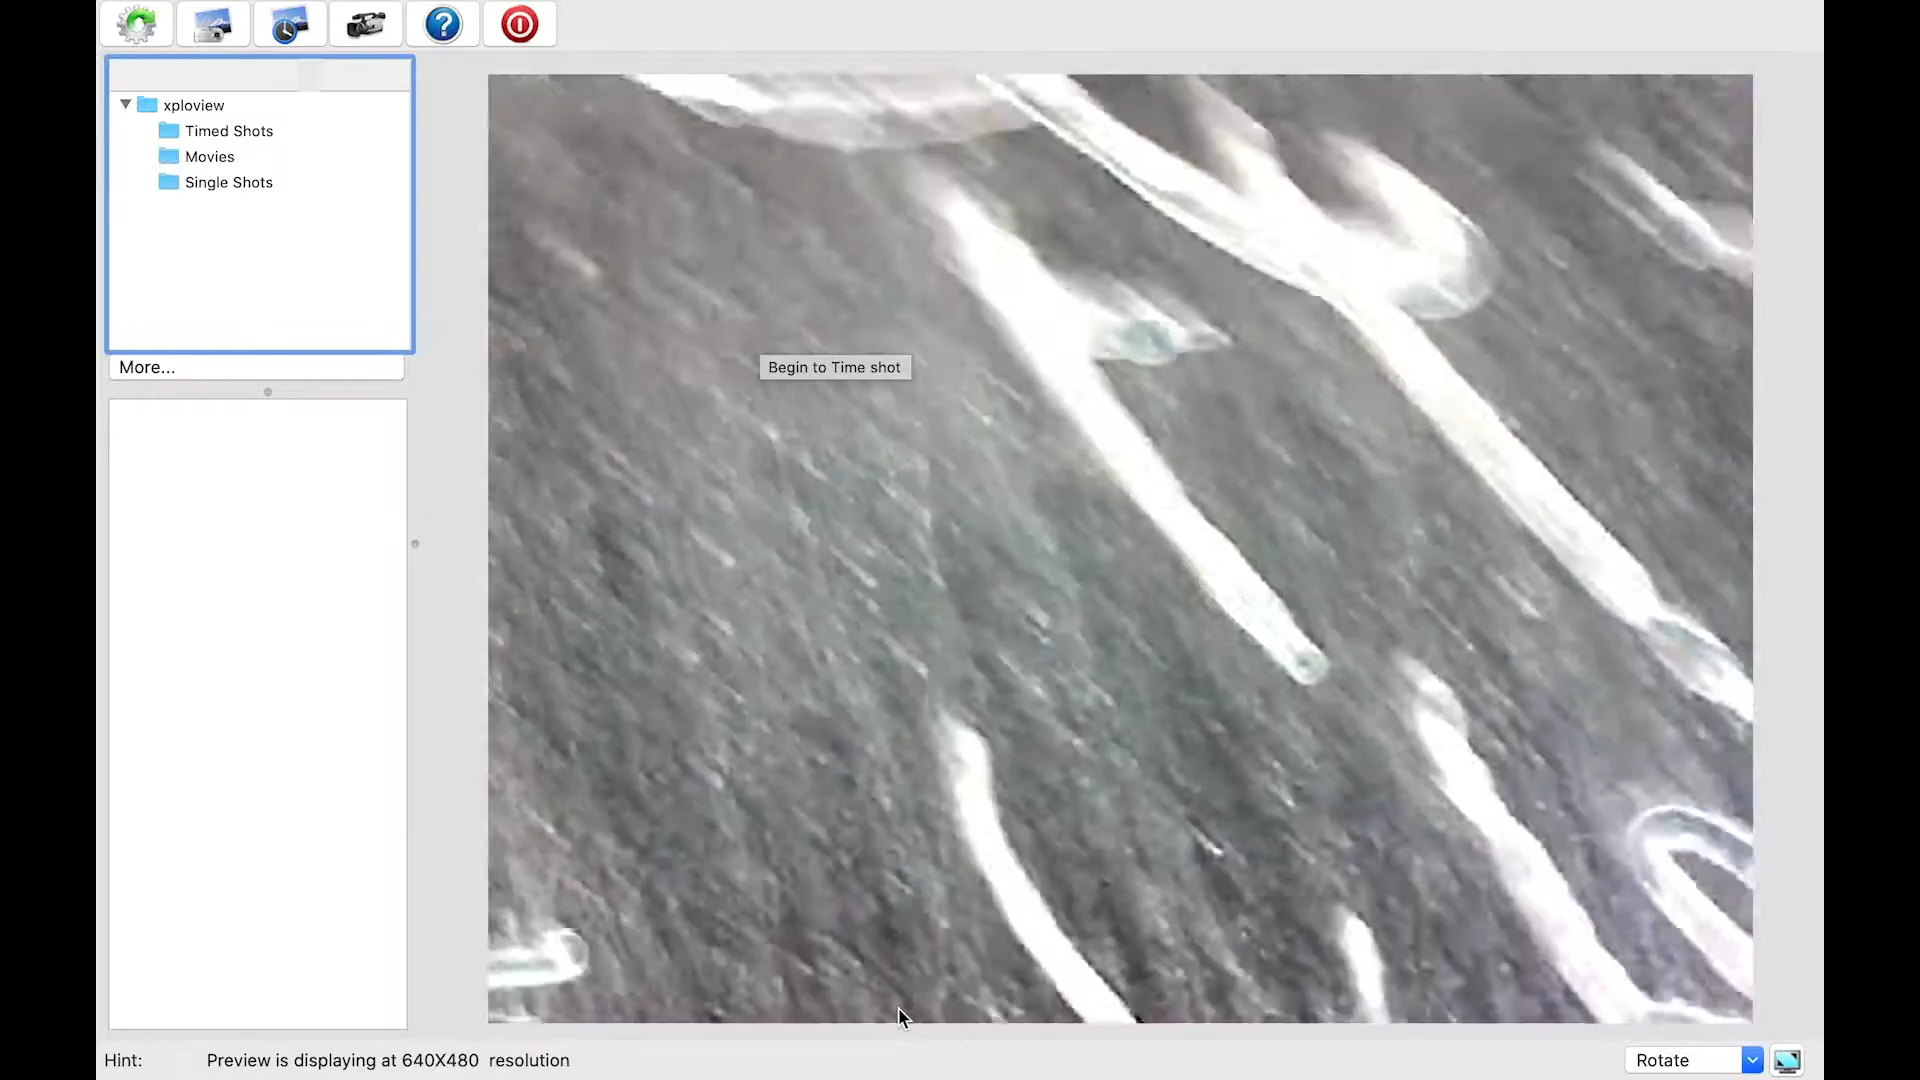 xploview
Timed Shots
Movies
Single Shots
More...
Begin to Time shot
Hint:
Preview is displaying at 640X480 resolution
Rotate